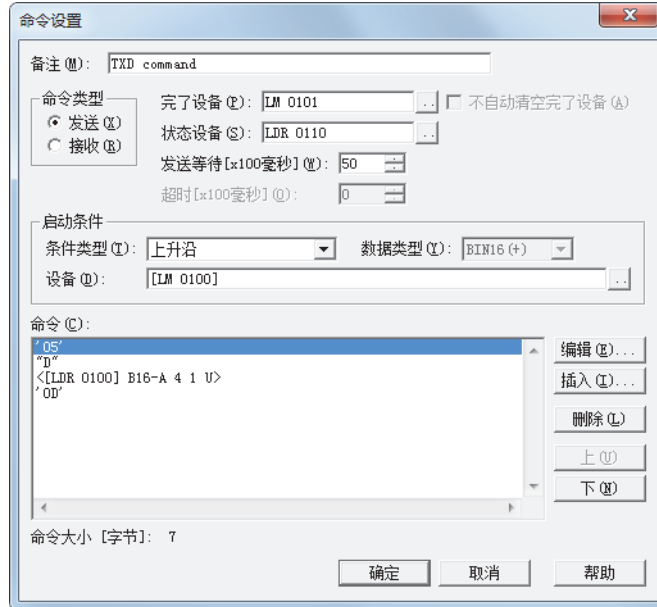 命令设置
备注(M): TXD command
命令类型
发送(X)
接收(R)
完了设备(P): LM 0101 .. 不自动清空完了设备(A)
状态设备(S): LDR 0110 ..
发送等待[x100毫秒](W): 50
超时[x100毫秒](O): 0
启动条件
条件类型(T): 上升沿 数据类型(Y): BIN16(+)
设备(D): [LM 0100] ..
命令(C):
'05'
"D"
<[LDR 0100] B16-A 4 1 U>
'0D'
编辑(E)...
插入(I)...
删除(L)
上(U)
下(N)
命令大小 [字节]: 7
确定 取消 帮助